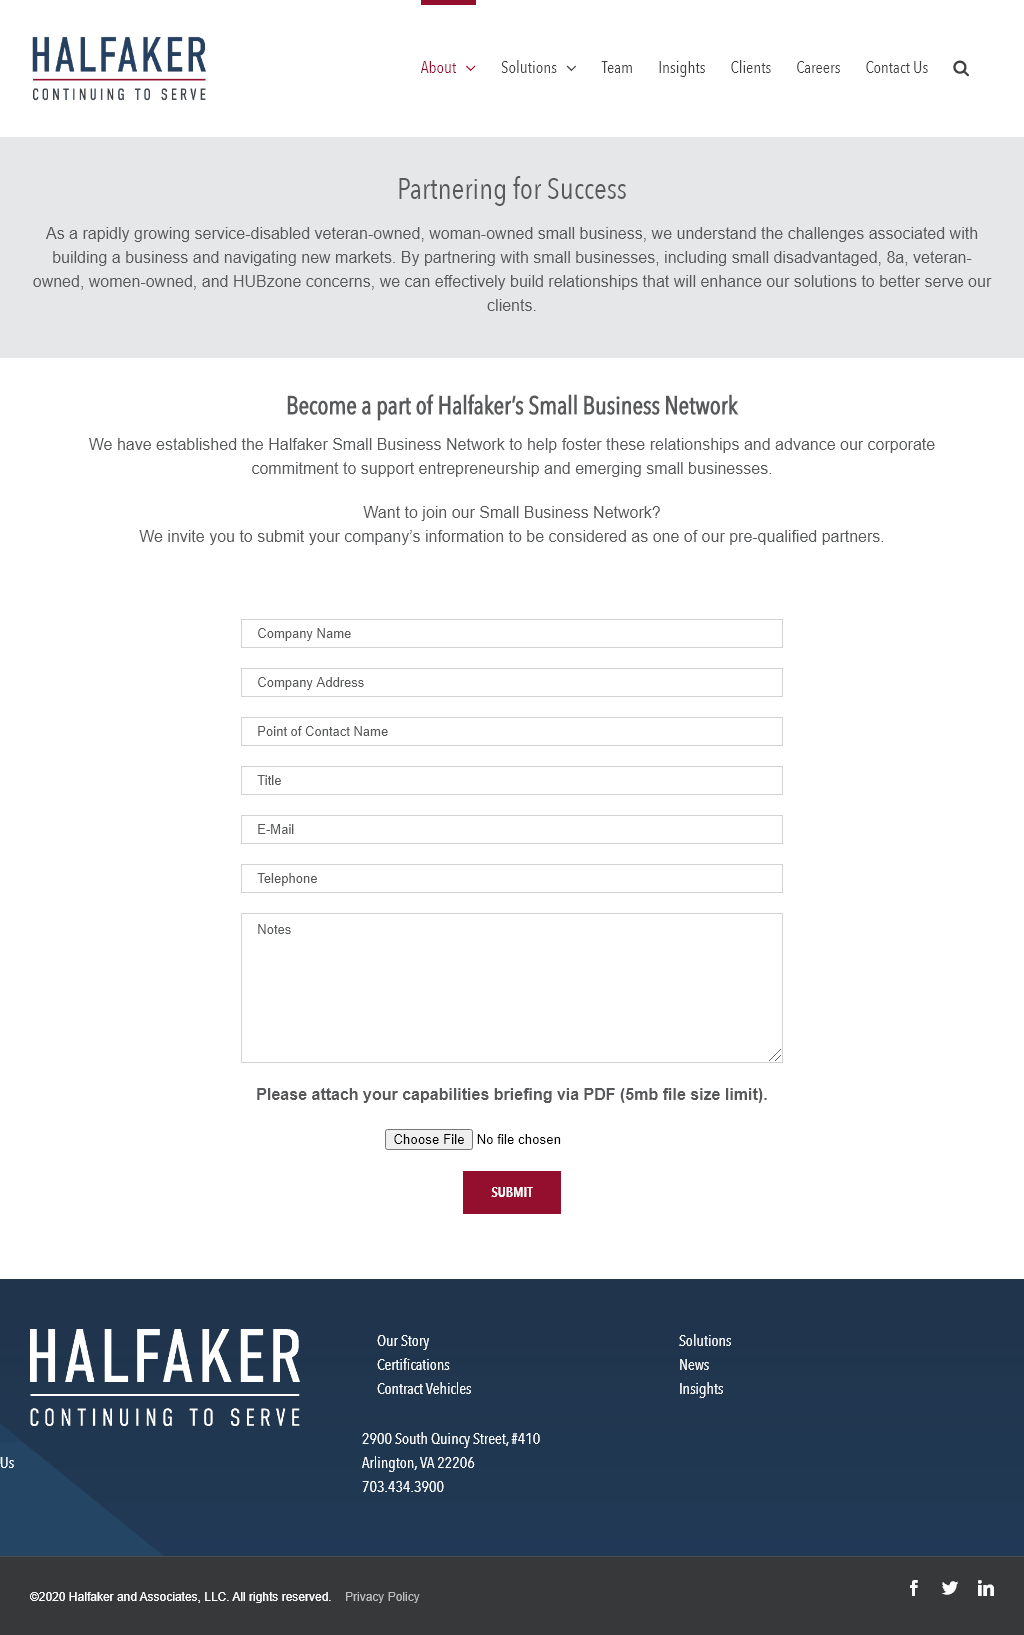 HALFAKER
CONTINUING TO SERVE
About
Solutions
Team
Insights
Clients
Careers
Contact Us
Partnering for Success
As a rapidly growing service-disabled veteran-owned, woman-owned small business, we understand the challenges associated with
building a business and navigating new markets. By partnering with small businesses, including small disadvantaged, 8a, veteran-
owned, women-owned, and HUBzone concerns, we can effectively build relationships that will enhance our solutions to better serve our
clients.
Become a part of Halfaker’s Small Business Network
We have established the Halfaker Small Business Network to help foster these relationships and advance our corporate
commitment to support entrepreneurship and emerging small businesses.
Want to join our Small Business Network?
We invite you to submit your company’s information to be considered as one of our pre-qualified partners.
Company Name
Company Address
Point of Contact Name
Title
E-Mail
Telephone
Notes
Please attach your capabilities briefing via PDF (5mb file size limit).
Choose File No file chosen
SUBMIT
HALFAKER
CONTINUING TO SERVE
Our Story
Certifications
Contract Vehicles
Solutions
News
Insights
Us
2900 South Quincy Street, #410
Arlington, VA 22206
703.434.3900
©2020 Halfaker and Associates, LLC. All rights reserved. Privacy Policy